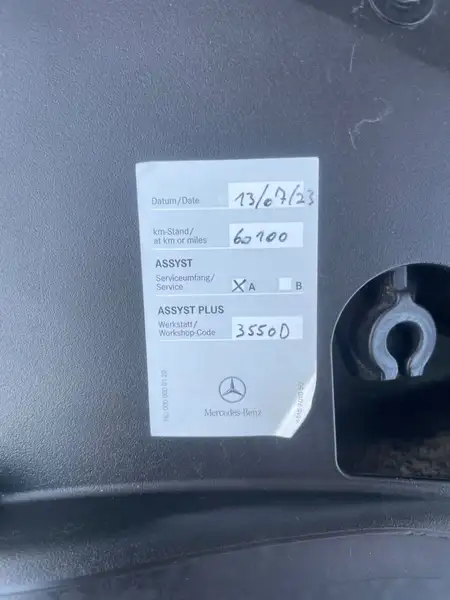 Datum/Date 13/07/23
km-Stand/
at km or miles 60100
ASSYST
Serviceumfang/
Service X A B
ASSYST PLUS
Werkstatt/
Workshop-Code 3550D
Mercedes-Benz